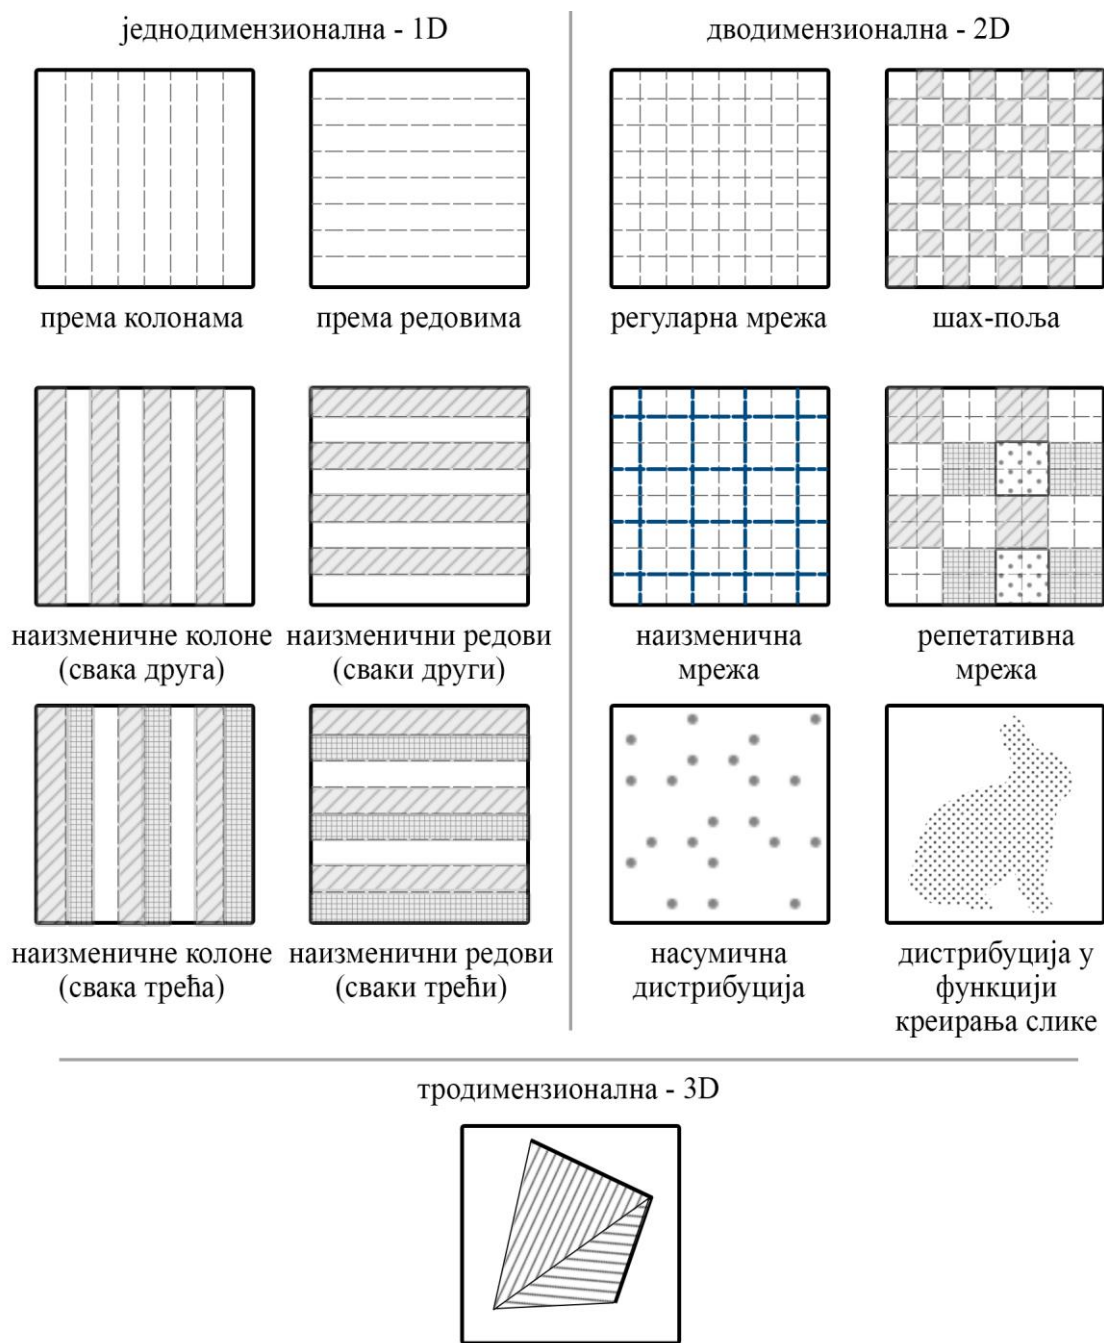 једнодимензионална - 1D
дводимензионална - 2D
према колонама
према редовима
регуларна мрежа
шах-поља
наизменичне колоне
(свака друга)
наизменични редови
(сваки други)
наизменична
мрежа
репетативна
мрежа
наизменичне колоне
(свака трећа)
наизменични редови
(сваки трећи)
насумична
дистрибуција
дистрибуција у
функцији
креирања слике
тродимензионална - 3D